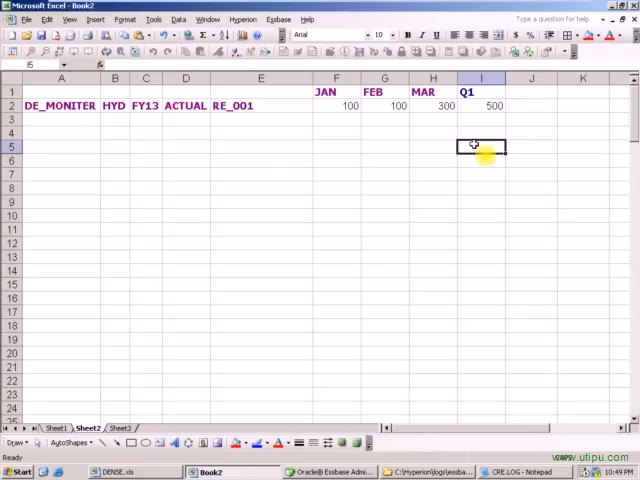 Microsoft Excel - Book2
File Edit View Insert Format Tools Data Window Hyperion Essbase Help
Type a question for help
Arial 10 B I U
I5 fx
A B C D E F G H I J K
1 JAN FEB MAR Q1
2 DE_MONITER HYD FY13 ACTUAL RE_001 100 100 300 500
3
4
5
6
7
8
9
10
11
12
13
14
15
16
17
18
19
20
21
22
23
24
25
Sheet1 Sheet2 Sheet3
Draw AutoShapes
Ready
CAPS
www.utipu.com
Start DENSE.xls Book2 Oracle® Essbase Admi... C:\Hyperion\logs\essba... CRE.LOG - Notepad 10:49 PM